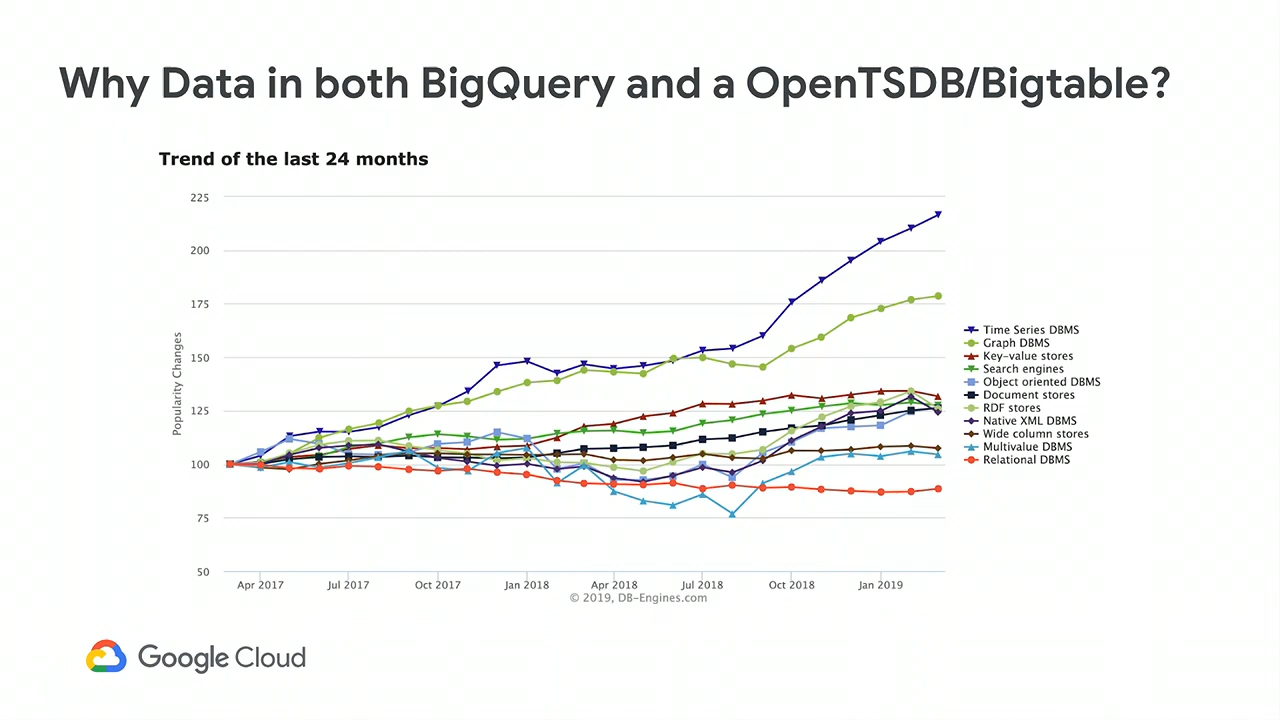 Why Data in both BigQuery and a OpenTSDB/Bigtable?
Trend of the last 24 months
225
200
175
150
125
100
75
50
Popularity Changes
Apr 2017
Jul 2017
Oct 2017
Jan 2018
Apr 2018
Jul 2018
Oct 2018
Jan 2019
© 2019, DB-Engines.com
Time Series DBMS
Graph DBMS
Key-value stores
Search engines
Object oriented DBMS
Document stores
RDF stores
Native XML DBMS
Wide column stores
Multivalue DBMS
Relational DBMS
Google Cloud